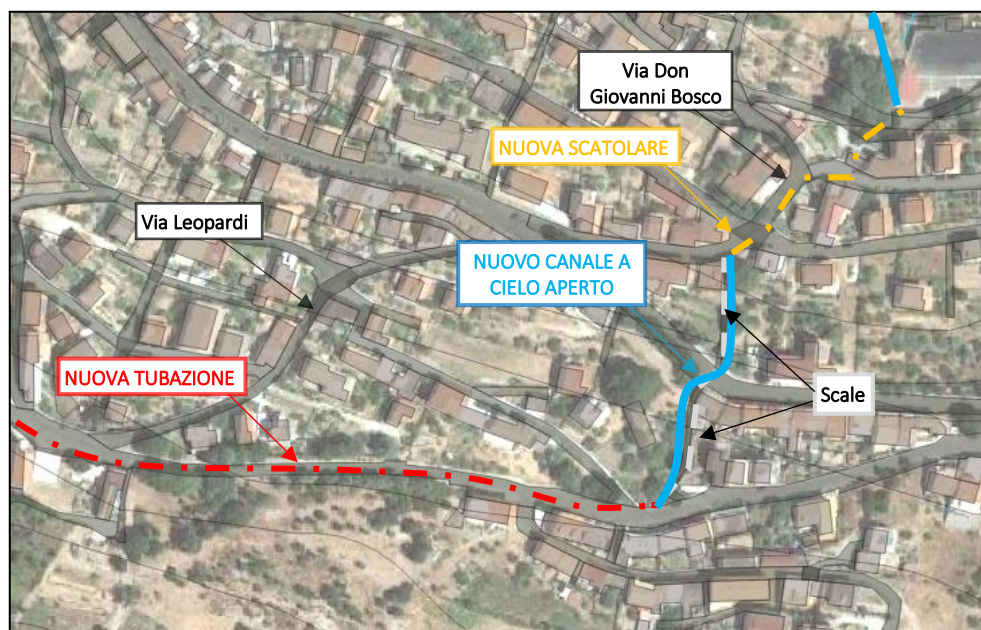 Via Don
Giovanni Bosco
NUOVA SCATOLARE
Via Leopardi
NUOVO CANALE A
CIELO APERTO
NUOVA TUBAZIONE
Scale